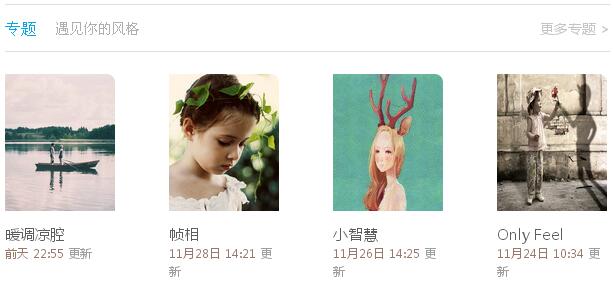 专题 遇见你的风格 更多专题 >
暖调凉腔 帧相 小智慧 Only Feel
前天 22:55 更新 11月28日 14:21 更新 11月26日 14:25 更新 11月24日 10:34 更新